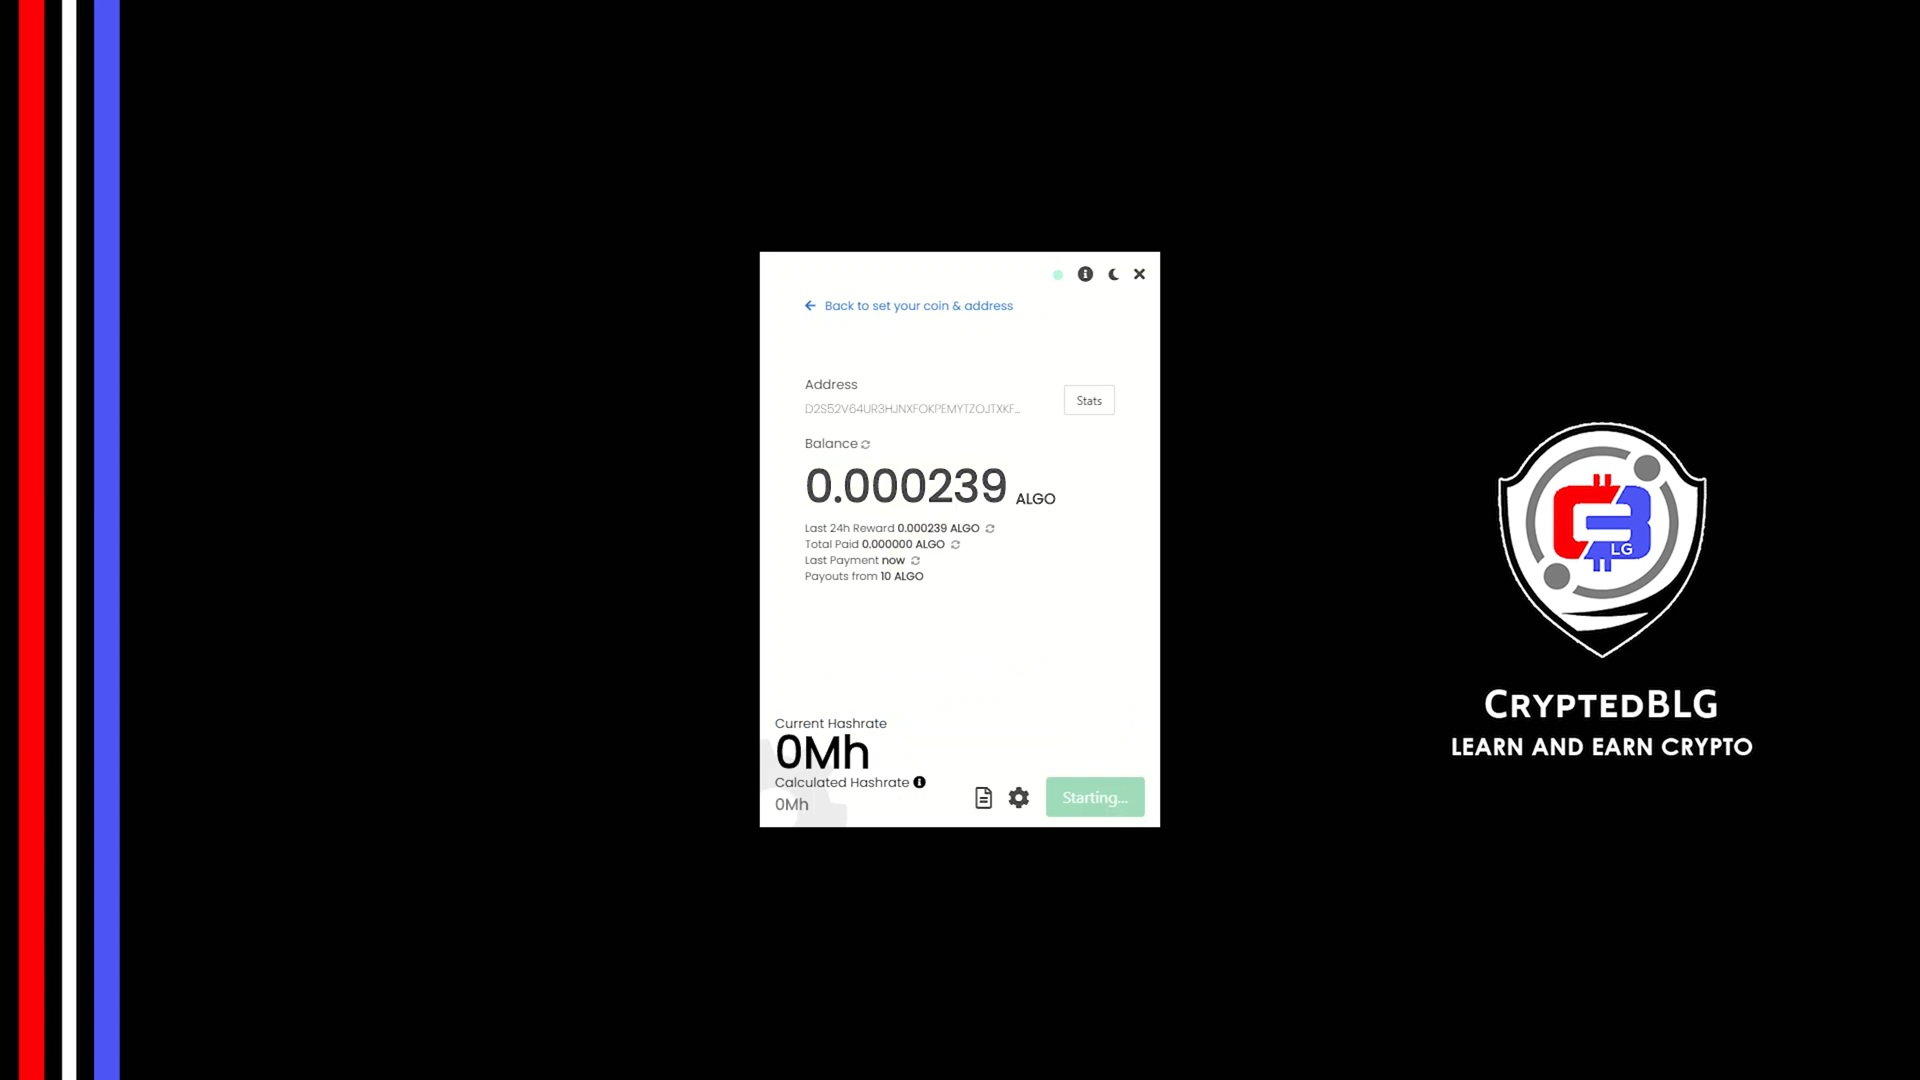 Back to set your coin & address
Address
D2S52V64UR3HJNXFOKPEMYTZOJTXKF...
Stats
Balance
0.000239 ALGO
Last 24h Reward 0.000239 ALGO
Total Paid 0.000000 ALGO
Last Payment now
Payouts from 10 ALGO
Current Hashrate
0Mh
Calculated Hashrate
0Mh
Starting...
LG
CRYPTEDBLG
LEARN AND EARN CRYPTO